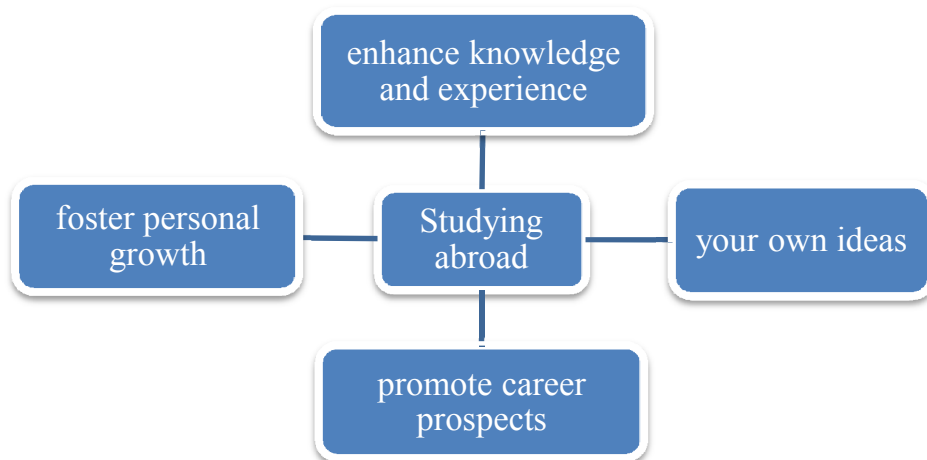 enhance knowledge
and experience
foster personal
growth
Studying
abroad
your own ideas
promote career
prospects